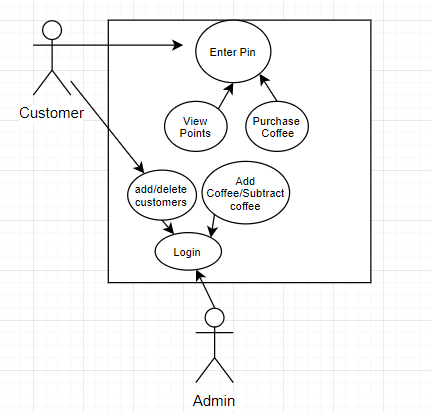 Enter Pin
Customer
View
Points
Purchase
Coffee
add/delete
customers
Add
Coffee/Subtract
coffee
Login
Admin